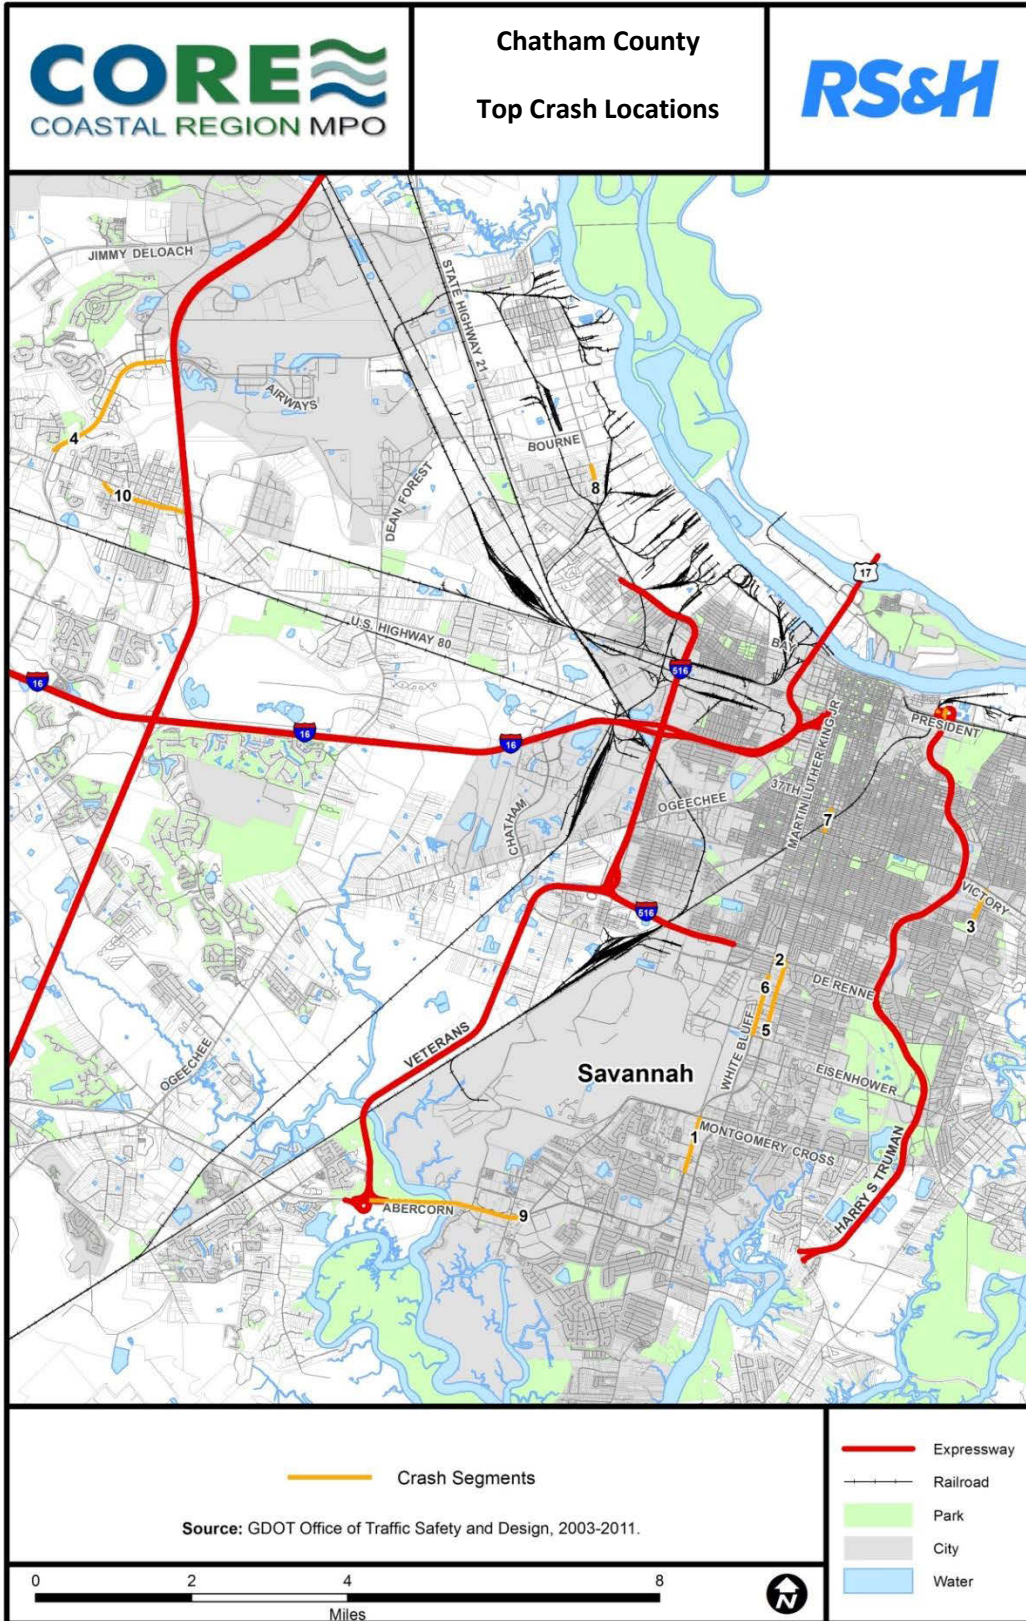 CORE
COASTAL REGION MPO
Chatham County
Top Crash Locations
RS&H
JIMMY DELOACH
STATE HIGHWAY 21
AIRWAYS
4
BOURNE
DEAN FOREST
8
10
17
U.S. HIGHWAY 80
BAY
516
16
16
16
PRESIDENT
MARTIN LUTHER KING JR
37TH
OGEECHEE
7
CHATHAM
VICTORY
516
3
2
DE RENNE
6
5
WHITE BLUFF
VETERANS
OGEECHEE
Savannah
EISENHOWER
1
MONTGOMERY CROSS
HARRY S TRUMAN
ABERCORN
9
Crash Segments
Source: GDOT Office of Traffic Safety and Design, 2003-2011.
Expressway
Railroad
Park
City
Water
0 2 4 8
Miles
N